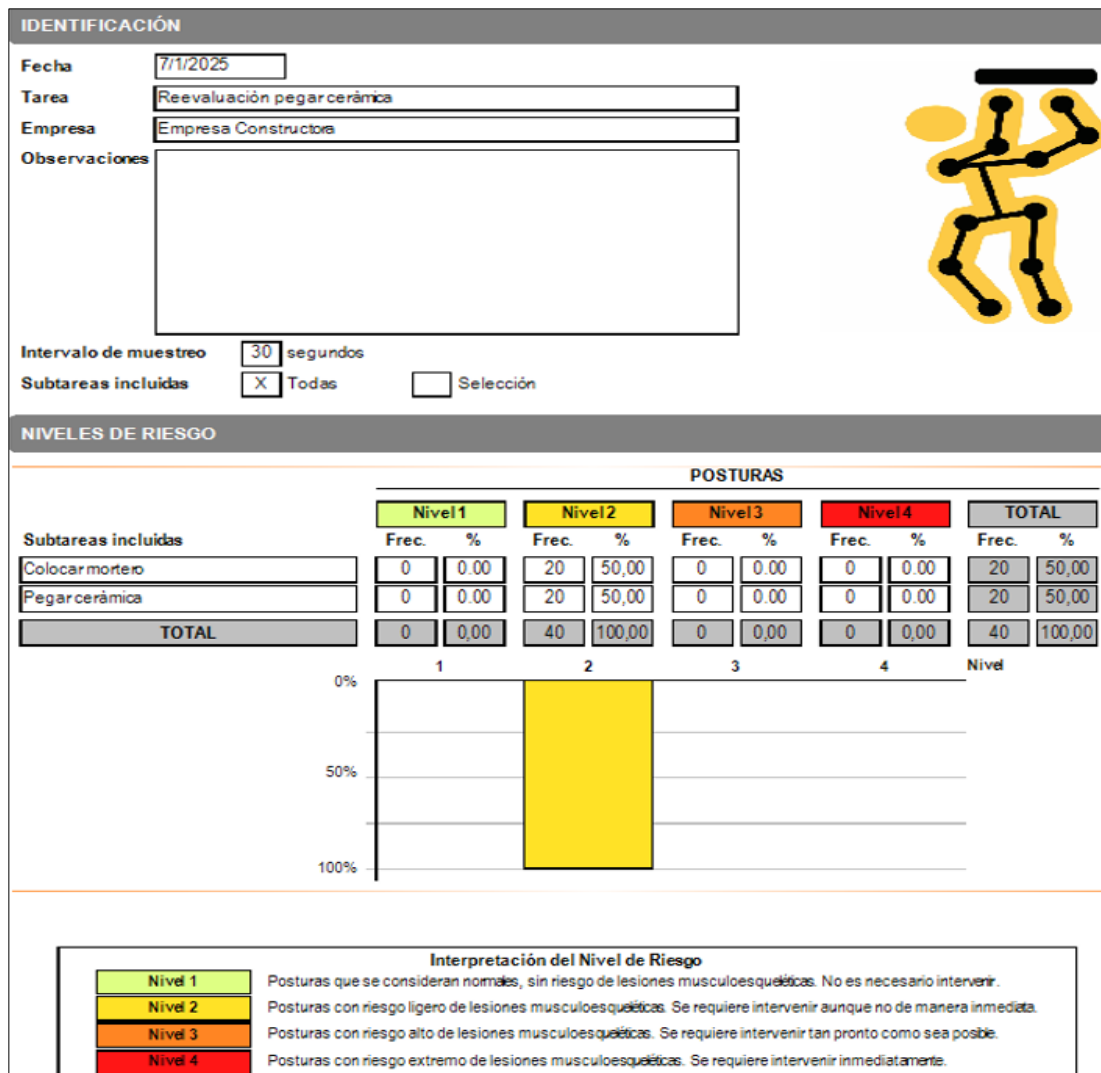 IDENTIFICACIÓN
Fecha 7/1/2025
Tarea Reevaluación pegar cerámica
Empresa Empresa Constructora
Observaciones
Intervalo de muestreo 30 segundos
Subtareas incluidas X Todas Selección
NIVELES DE RIESGO
POSTURAS
Nivel 1 Nivel 2 Nivel 3 Nivel 4 TOTAL
Subtareas incluidas Frec. % Frec. % Frec. % Frec. % Frec. %
Colocar mortero 0 0.00 20 50,00 0 0.00 0 0.00 20 50,00
Pegar cerámica 0 0.00 20 50,00 0 0.00 0 0.00 20 50,00
TOTAL 0 0,00 40 100,00 0 0,00 0 0,00 40 100,00
1 2 3 4 Nivel
0%
50%
100%
Interpretación del Nivel de Riesgo
Nivel 1 Posturas que se consideran normales, sin riesgo de lesiones musculoesqueléticas. No es necesario intervenir.
Nivel 2 Posturas con riesgo ligero de lesiones musculoesqueléticas. Se requiere intervenir aunque no de manera inmediata.
Nivel 3 Posturas con riesgo alto de lesiones musculoesqueléticas. Se requiere intervenir tan pronto como sea posible.
Nivel 4 Posturas con riesgo extremo de lesiones musculoesqueléticas. Se requiere intervenir inmediatamente.